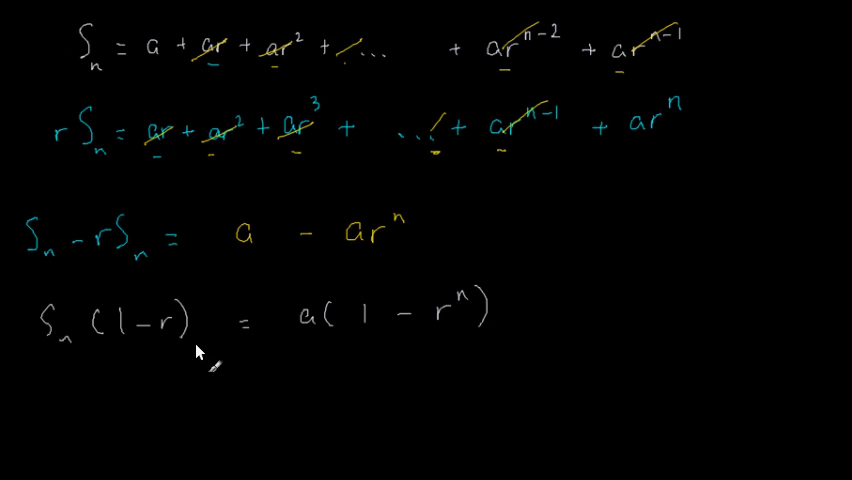 Sₙ = a + ar + ar² + ... + arⁿ⁻² + arⁿ⁻¹
r Sₙ = ar + ar² + ar³ + ... + arⁿ⁻¹ + arⁿ
Sₙ - rSₙ = a - arⁿ
Sₙ (1-r) = a( 1 - rⁿ)